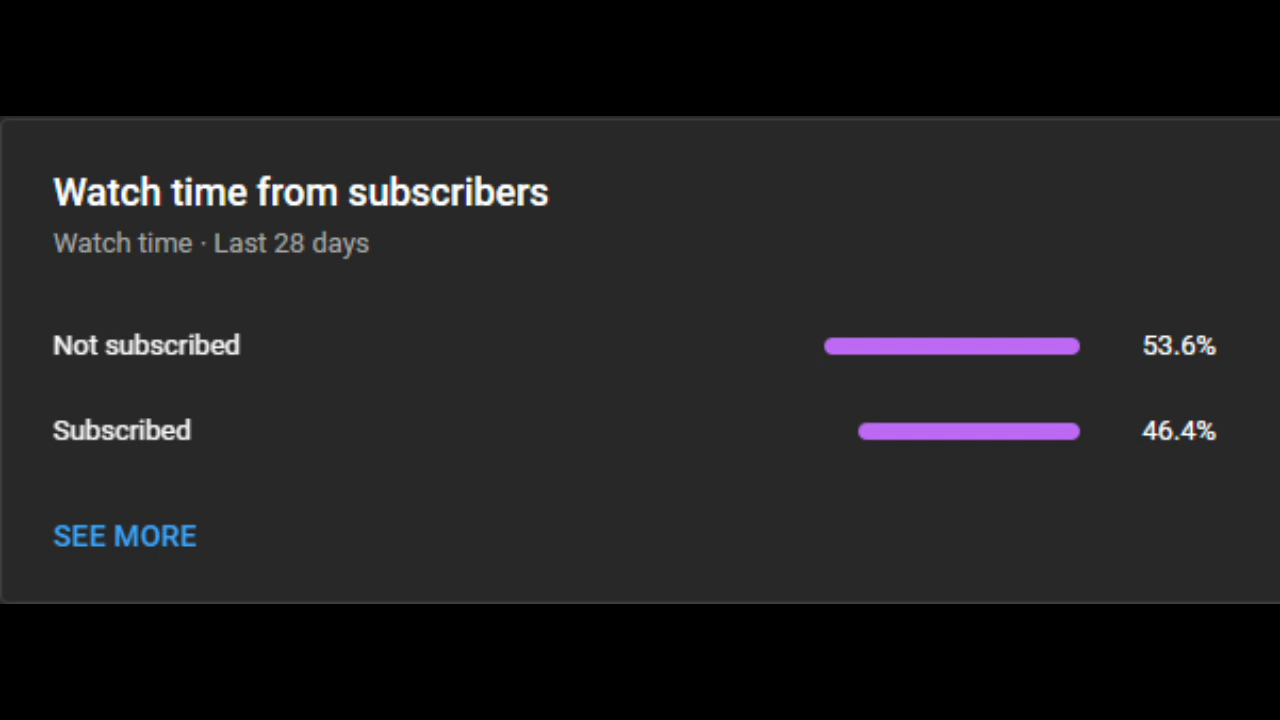 Watch time from subscribers
Watch time · Last 28 days
Not subscribed 53.6%
Subscribed 46.4%
SEE MORE